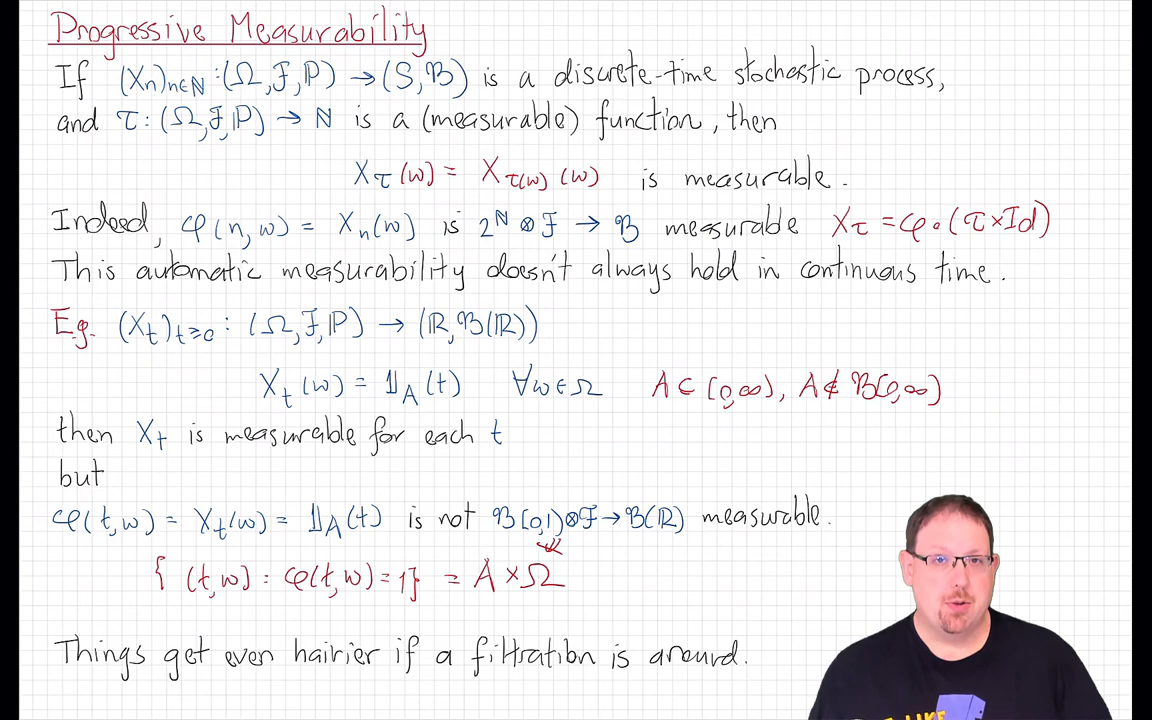 Progressive Measurability
If (Xn)n∈ℕ : (Ω,ℱ,ℙ) → (S,ℬ) is a discrete-time stochastic process,
and τ : (Ω,ℱ,ℙ) → ℕ is a (measurable) function, then
Xτ(ω) = Xτ(ω)(ω) is measurable.
Indeed, φ(n,ω) = Xn(ω) is 2^ℕ ⊗ ℱ → ℬ measurable Xτ = φ∘(τ×Id)
This automatic measurability doesn't always hold in continuous time.
E.g. (Xt)t≥0 : (Ω,ℱ,ℙ) → (ℝ,ℬ(ℝ))
Xt(ω) = 𝟙A(t) ∀ω∈Ω A⊂[0,∞), A∉ℬ[0,∞)
then Xt is measurable for each t
but
φ(t,ω) = Xt(ω) = 𝟙A(t) is not ℬ[0,1)⊗ℱ→ℬ(ℝ) measurable.
{(t,ω) : φ(t,ω)=1} = A×Ω
Things get even hairier if a filtration is around.
LIKE